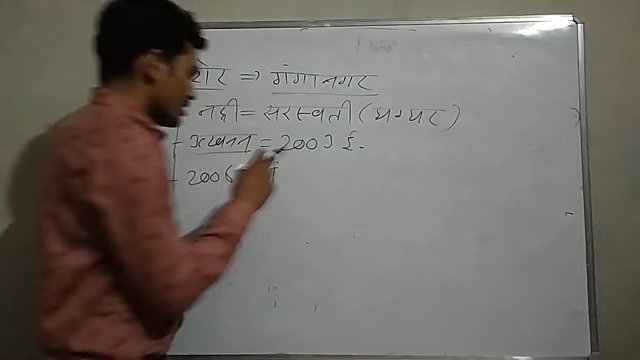 रोर => गंगानगर
नदी = सरस्वती (घग्घर)
- उत्खनन = 2003 ई.
- 2006 में